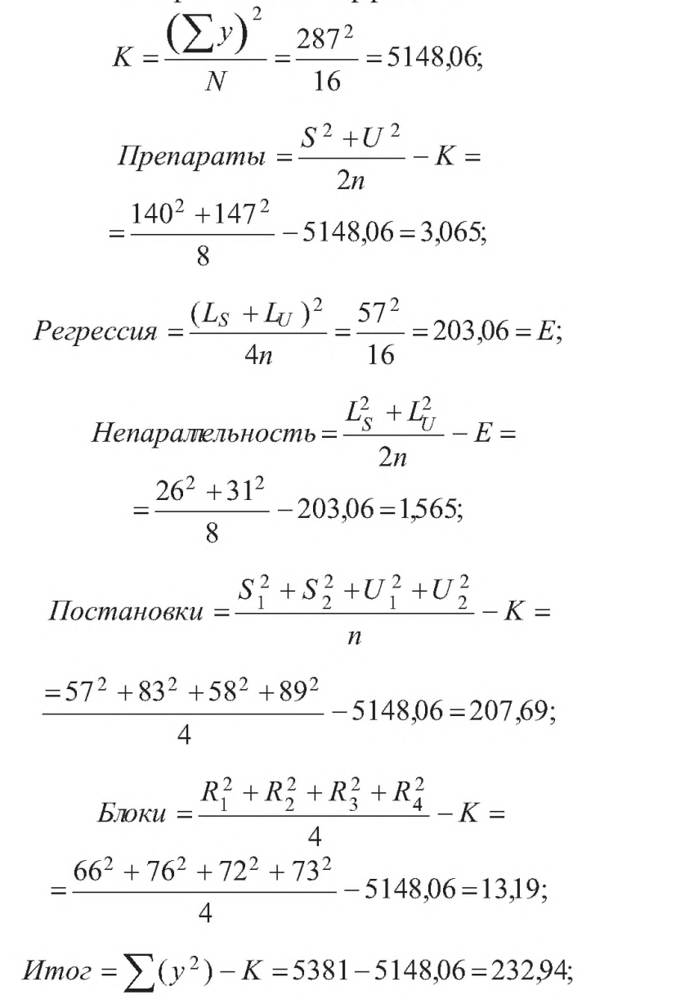 K = (∑y)² / N = 287² / 16 = 5148,06;
Препараты = (S² + U²) / 2n − K =
= (140² + 147²) / 8 − 5148,06 = 3,065;
Регрессия = (L_S + L_U)² / 4n = 57² / 16 = 203,06 = E;
Непараллельность = (L_S² + L_U²) / 2n − E =
= (26² + 31²) / 8 − 203,06 = 1,565;
Постановки = (S₁² + S₂² + U₁² + U₂²) / n − K =
= 57² + 83² + 58² + 89² / 4 − 5148,06 = 207,69;
Блоки = (R₁² + R₂² + R₃² + R₄²) / 4 − K =
= (66² + 76² + 72² + 73²) / 4 − 5148,06 = 13,19;
Итог = ∑(y²) − K = 5381 − 5148,06 = 232,94;